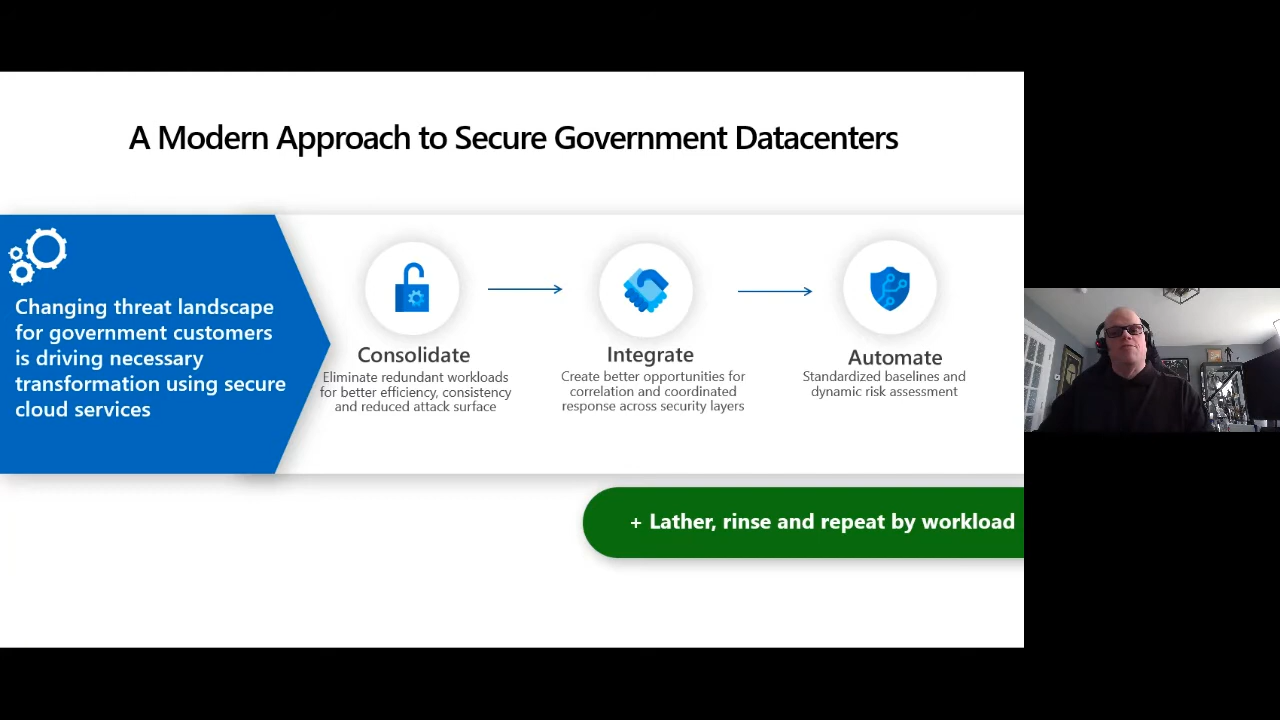 A Modern Approach to Secure Government Datacenters
Changing threat landscape
for government customers
is driving necessary
transformation using secure
cloud services
Consolidate
Eliminate redundant workloads
for better efficiency, consistency
and reduced attack surface
Integrate
Create better opportunities for
correlation and coordinated
response across security layers
Automate
Standardized baselines and
dynamic risk assessment
+ Lather, rinse and repeat by workload